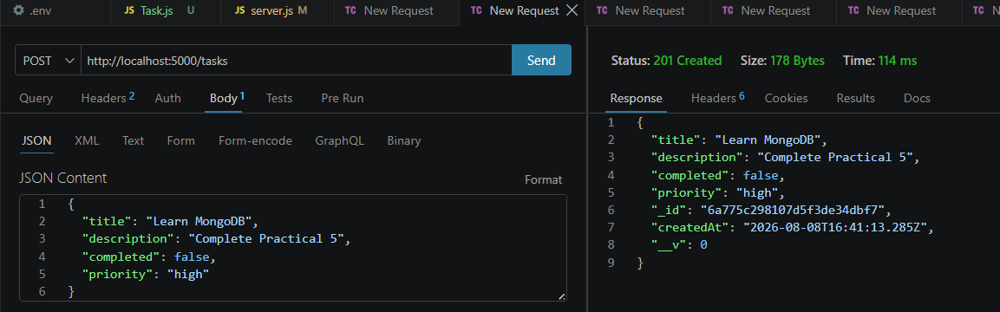 .env JS Task.js U JS server.js M TC New Request TC New Request TC New Request TC New Request TC New Request TC
POST http://localhost:5000/tasks Send
Status: 201 Created Size: 178 Bytes Time: 114 ms
Query Headers 2 Auth Body 1 Tests Pre Run
Response Headers 6 Cookies Results Docs
JSON XML Text Form Form-encode GraphQL Binary
JSON Content Format
1 {
2 "title": "Learn MongoDB",
3 "description": "Complete Practical 5",
4 "completed": false,
5 "priority": "high"
6 }
1 {
2 "title": "Learn MongoDB",
3 "description": "Complete Practical 5",
4 "completed": false,
5 "priority": "high",
6 "_id": "6a775c298107d5f3de34dbf7",
7 "createdAt": "2026-08-08T16:41:13.285Z",
8 "__v": 0
9 }